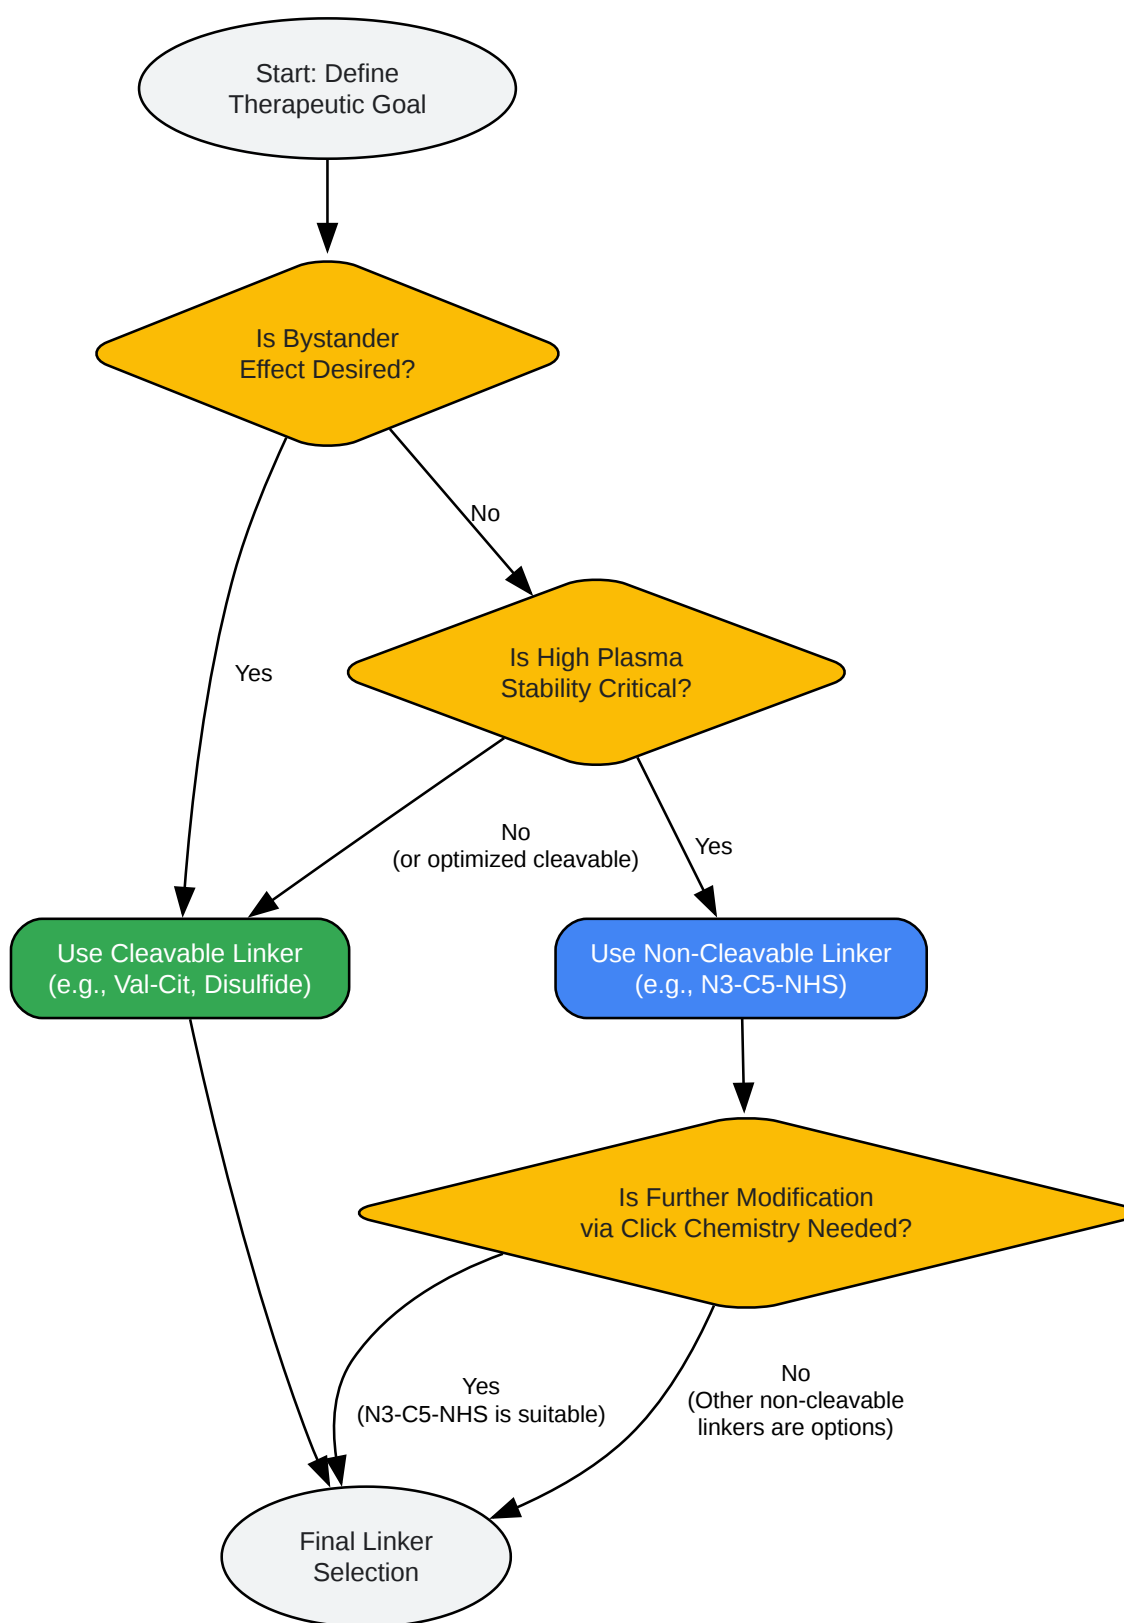 Start: Define
Therapeutic Goal
Is Bystander
Effect Desired?
No
Is High Plasma
Stability Critical?
Yes
No
(or optimized cleavable)
Yes
Use Cleavable Linker
(e.g., Val-Cit, Disulfide)
Use Non-Cleavable Linker
(e.g., N3-C5-NHS)
Is Further Modification
via Click Chemistry Needed?
Yes
(N3-C5-NHS is suitable)
No
(Other non-cleavable
linkers are options)
Final Linker
Selection